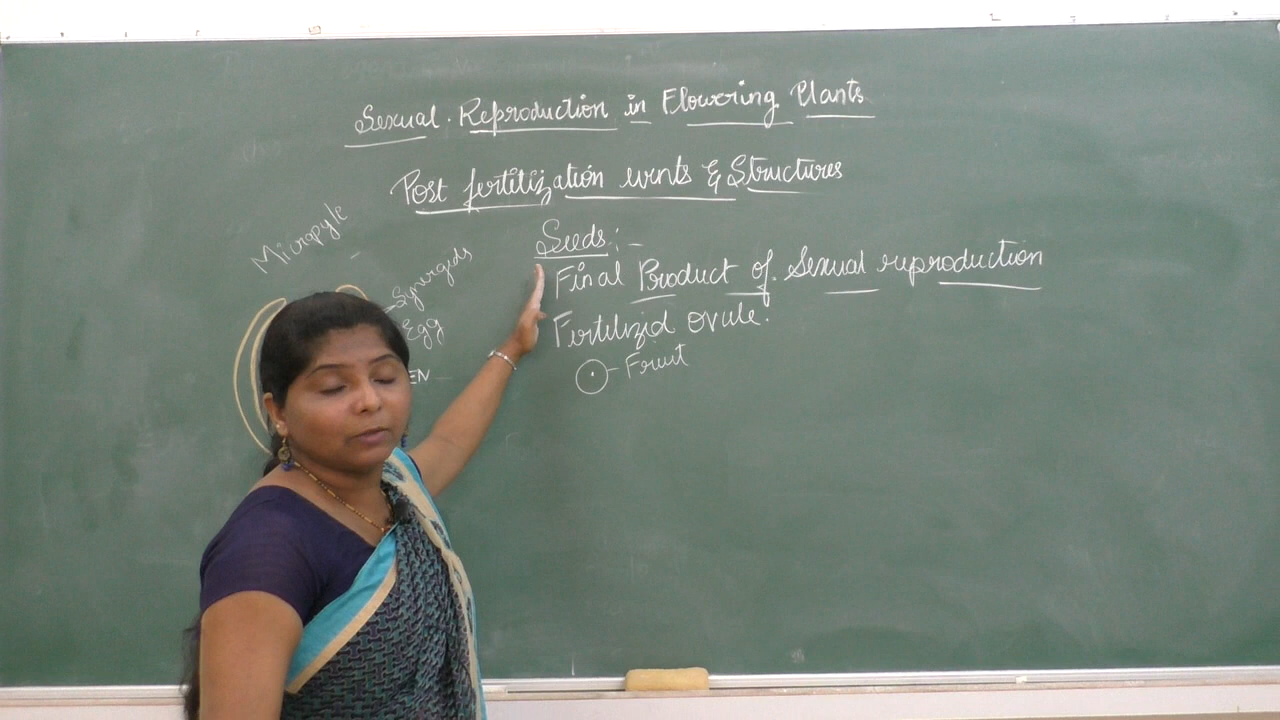 Sexual Reproduction in Flowering Plants
Post fertilization events & Structures
Seeds:-
Final Product of Sexual reproduction
Fertilized ovule.
Fruit
Micropyle
Synergids
Egg
EN